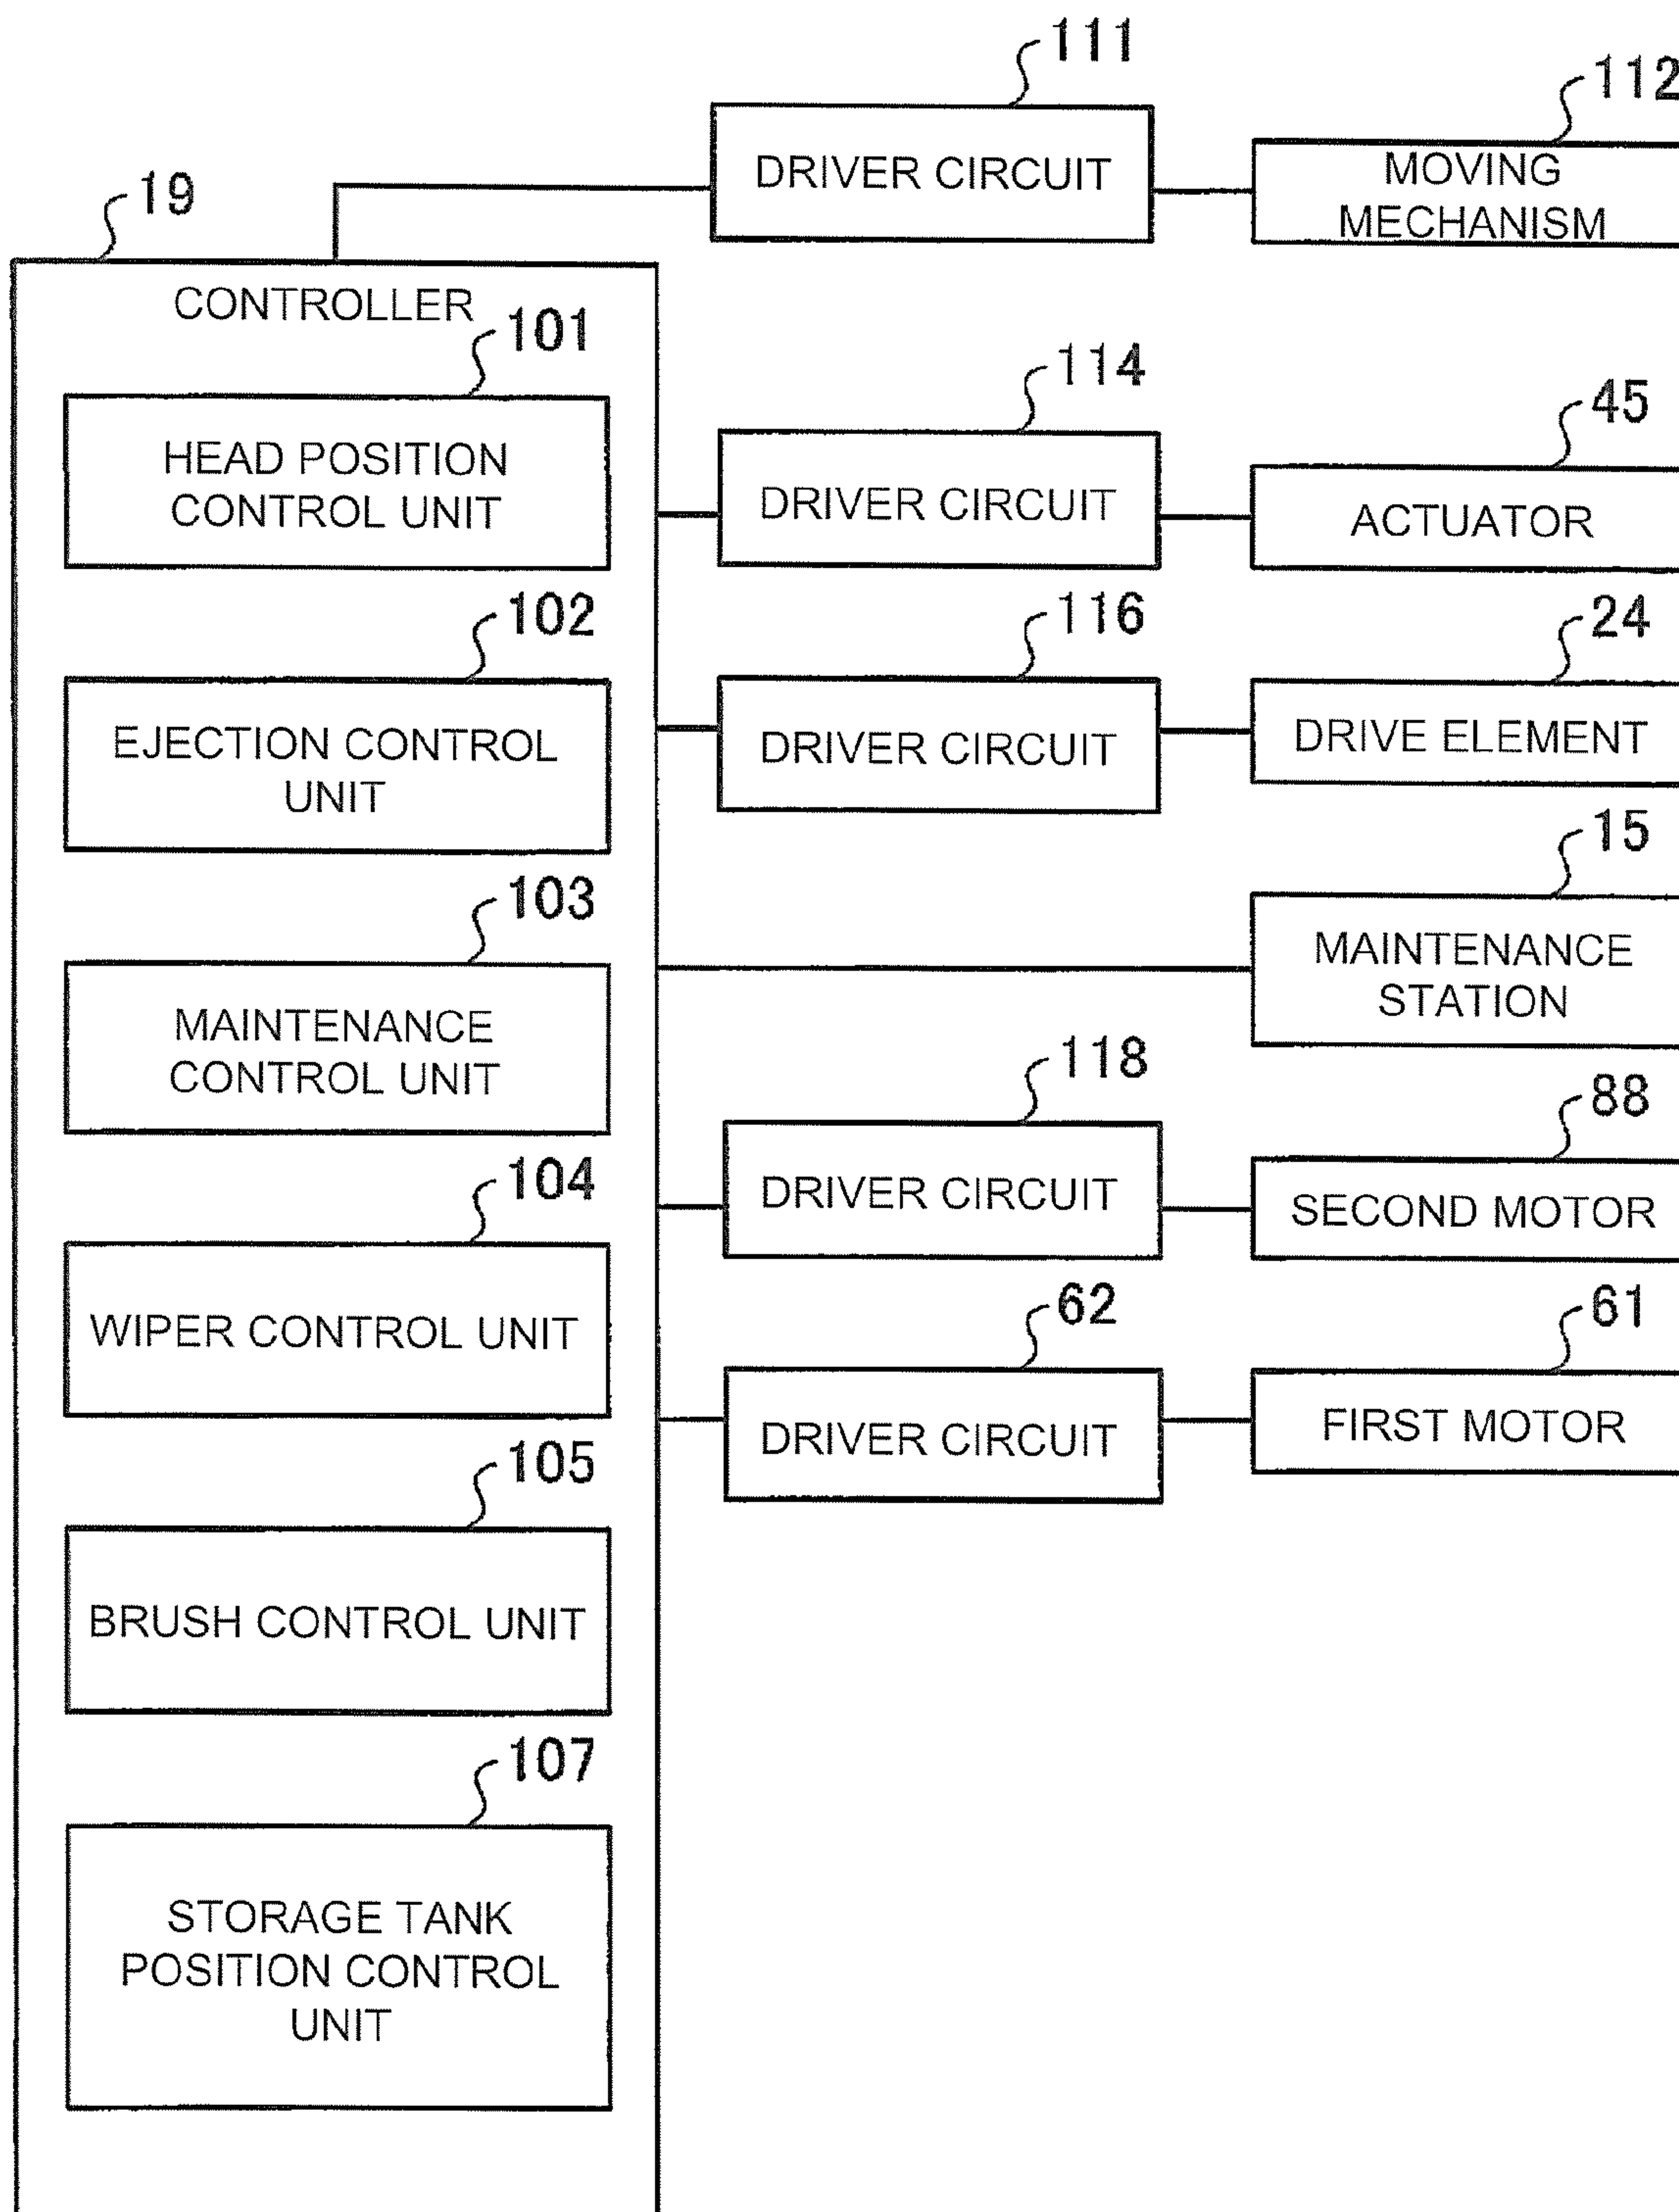 111
DRIVER CIRCUIT
112
MOVING
MECHANISM
19
CONTROLLER
101
HEAD POSITION
CONTROL UNIT
102
EJECTION CONTROL
UNIT
103
MAINTENANCE
CONTROL UNIT
104
WIPER CONTROL UNIT
105
BRUSH CONTROL UNIT
107
STORAGE TANK
POSITION CONTROL
UNIT
114
DRIVER CIRCUIT
45
ACTUATOR
116
DRIVER CIRCUIT
24
DRIVE ELEMENT
15
MAINTENANCE
STATION
118
DRIVER CIRCUIT
88
SECOND MOTOR
62
DRIVER CIRCUIT
61
FIRST MOTOR